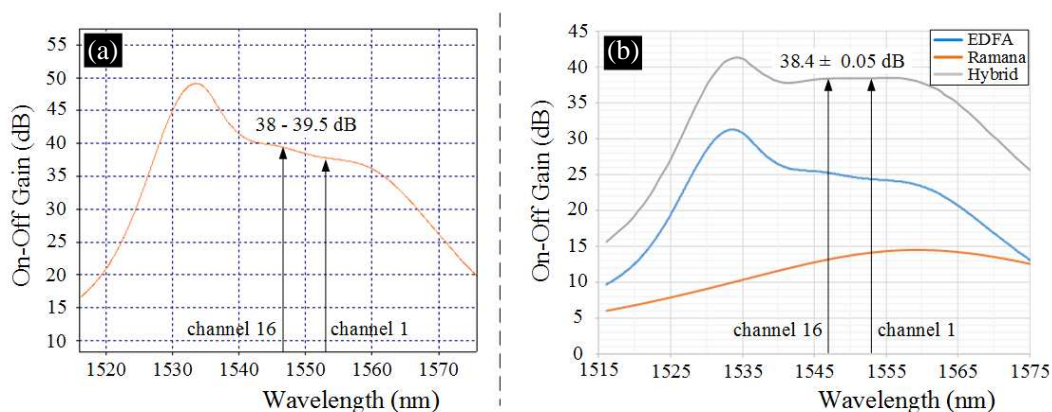 (a)
On-Off Gain (dB)
55
50
45
40
35
30
25
20
15
10
38 - 39.5 dB
channel 16
channel 1
1520
1530
1540
1550
1560
1570
Wavelength (nm)
(b)
On-Off Gain (dB)
45
40
35
30
25
20
15
10
5
0
38.4 ± 0.05 dB
EDFA
Ramana
Hybrid
channel 16
channel 1
1515
1525
1535
1545
1555
1565
1575
Wavelength (nm)